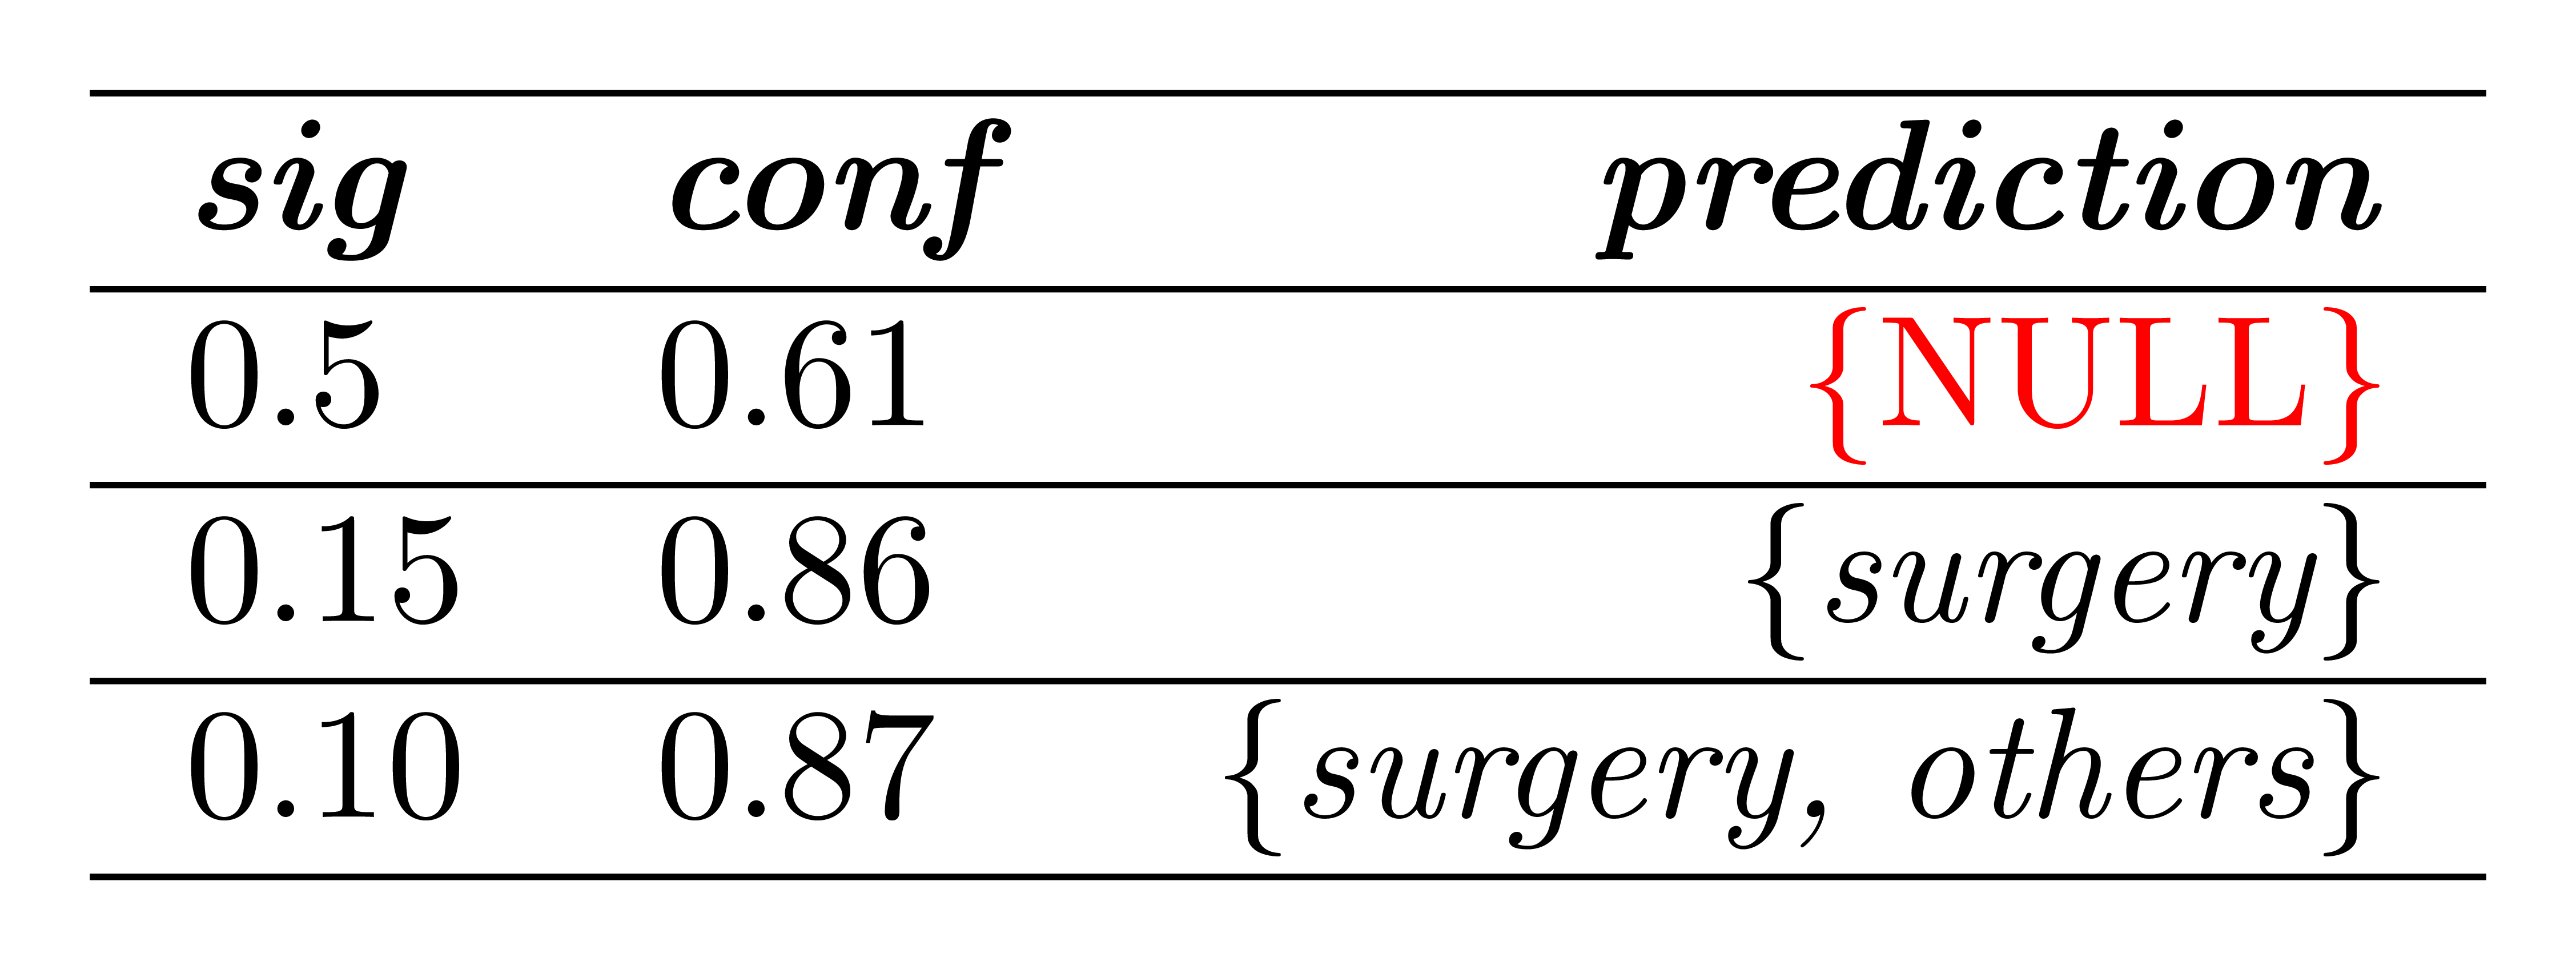 sig conf prediction
0.5 0.61 {NULL}
0.15 0.86 {surgery}
0.10 0.87 {surgery, others}